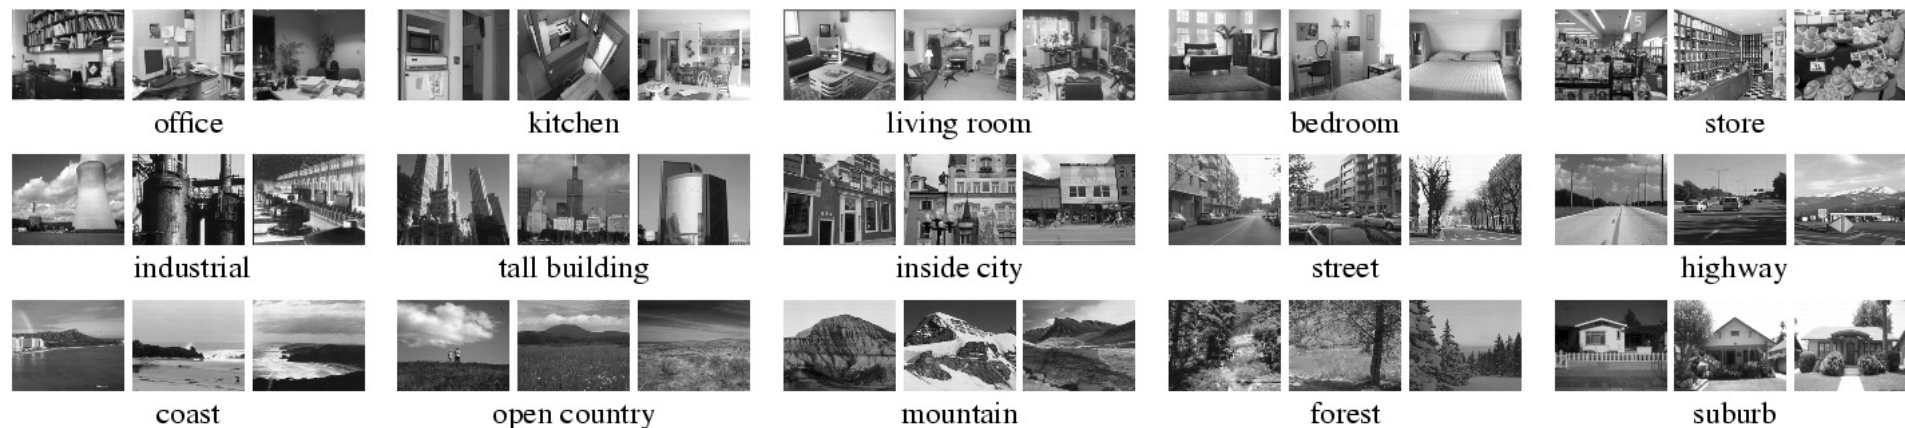 office kitchen living room bedroom store
industrial tall building inside city street highway
coast open country mountain forest suburb